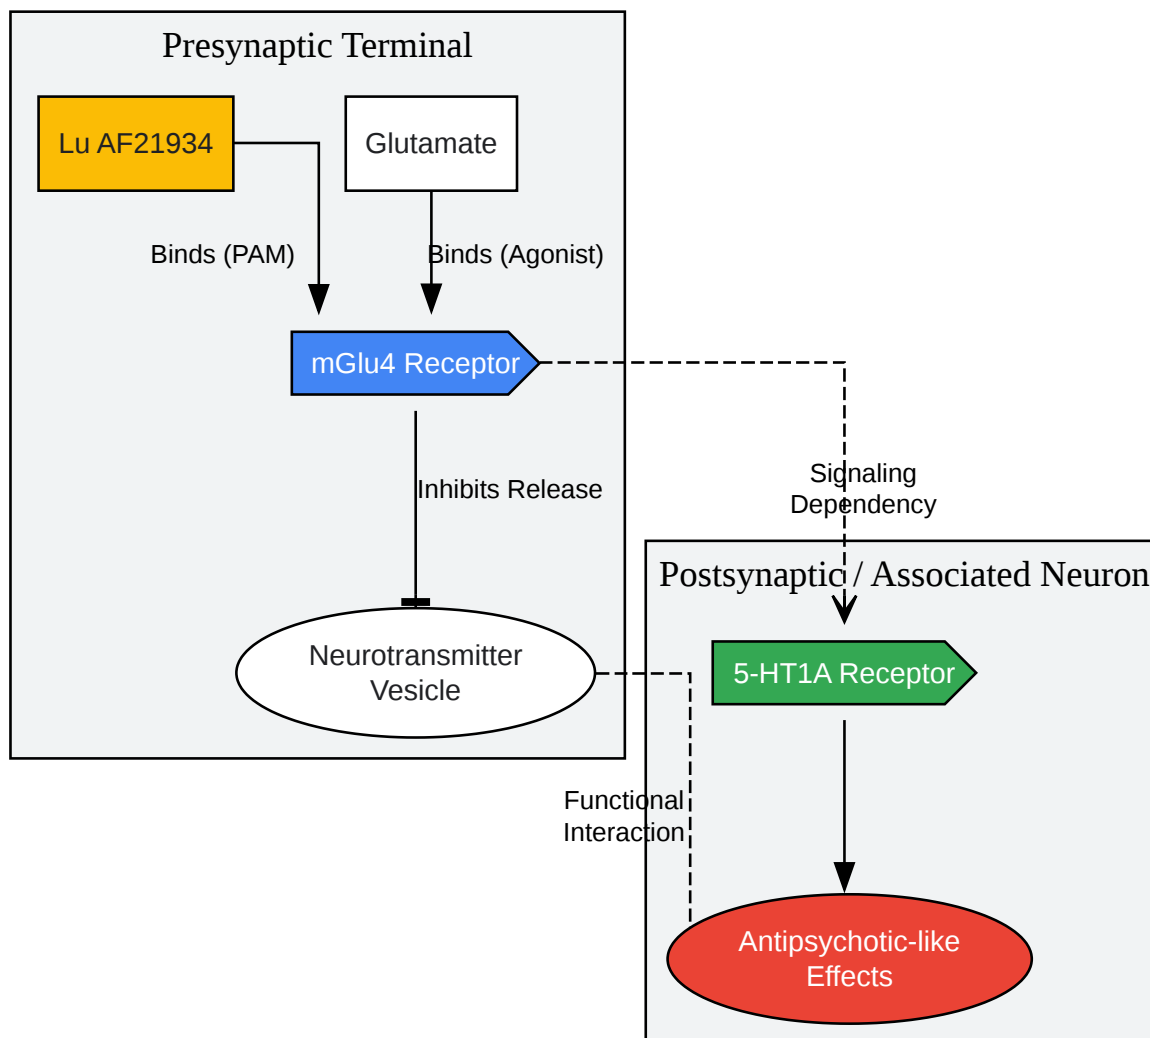 Presynaptic Terminal
Lu AF21934
Glutamate
Binds (PAM)
Binds (Agonist)
mGlu4 Receptor
Signaling
Dependency
Inhibits Release
Postsynaptic / Associated Neuron
Neurotransmitter
Vesicle
5-HT1A Receptor
Functional
Interaction
Antipsychotic-like
Effects